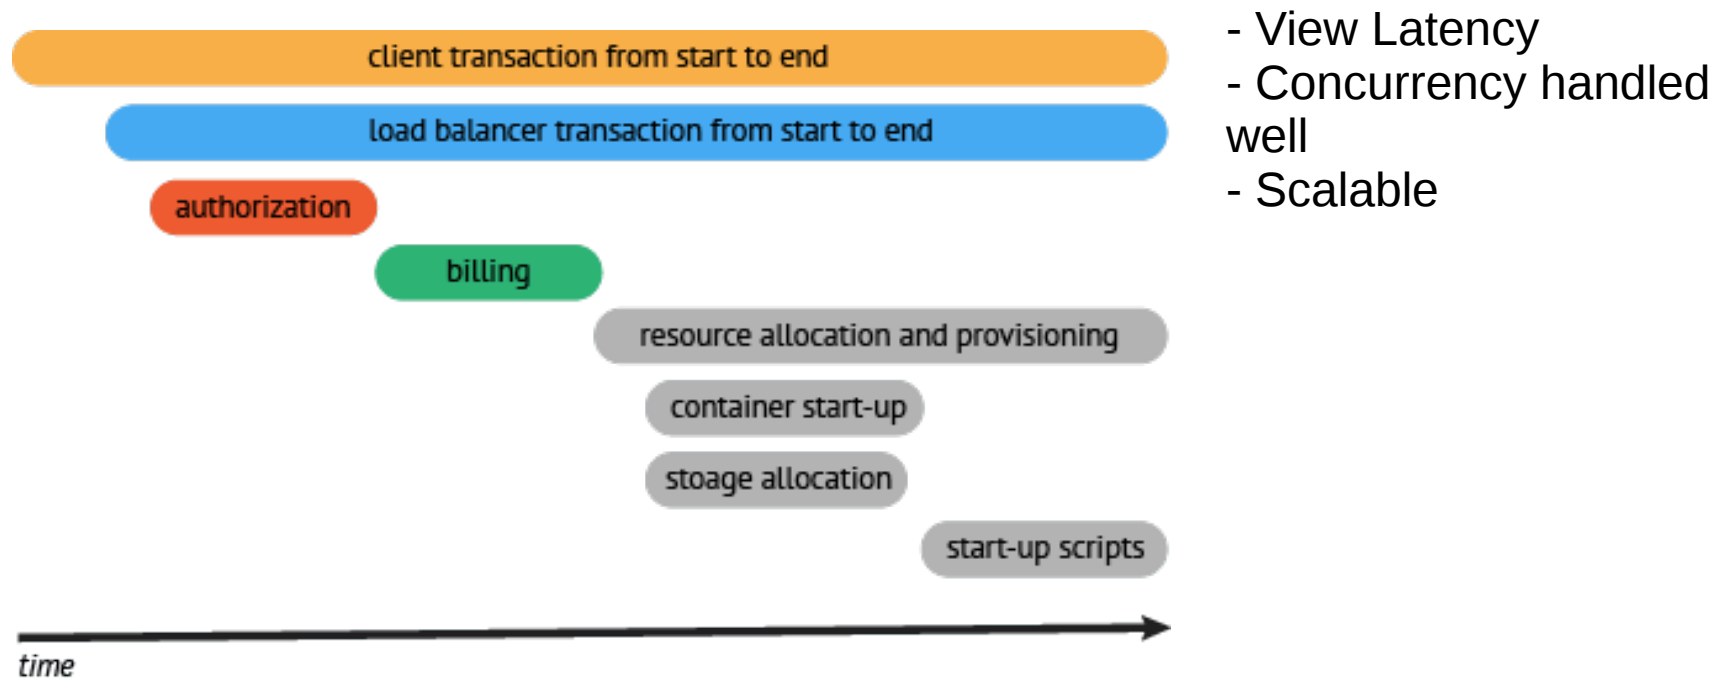 client transaction from start to end
load balancer transaction from start to end
authorization
billing
resource allocation and provisioning
container start-up
stoage allocation
start-up scripts
time
- View Latency
- Concurrency handled
well
- Scalable